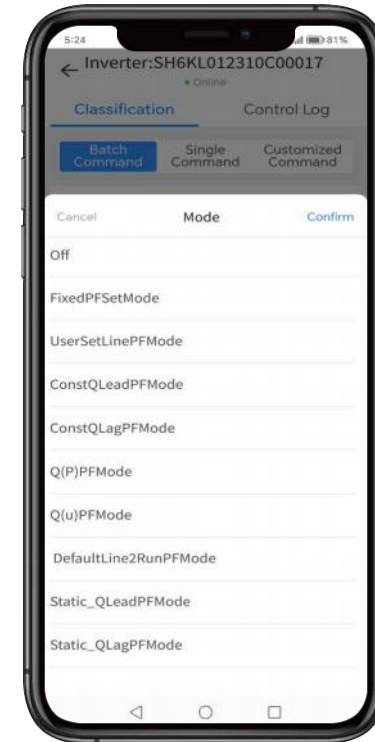 5:24
81%
← Inverter:SH6KL012310C00017
Online
Classification Control Log
Batch Command Single Command Customized Command
Cancel Mode Confirm
Off
FixedPFSetMode
UserSetLinePFMode
ConstQLeadPFMode
ConstQLagPFMode
Q(P)PFMode
Q(u)PFMode
DefaultLine2RunPFMode
Static_QLeadPFMode
Static_QLagPFMode